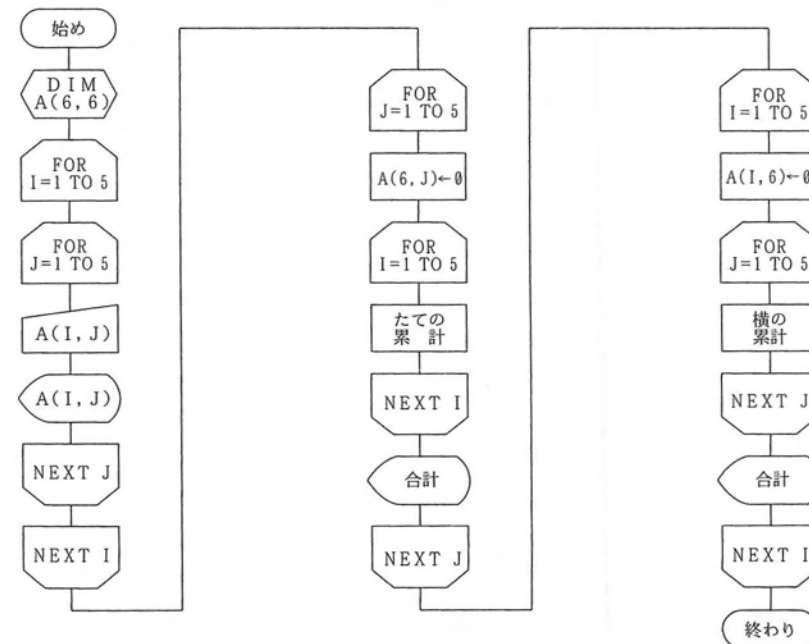 始め
DIM
A(6,6)
FOR
I=1 TO 5
FOR
J=1 TO 5
A(I,J)
A(I,J)
NEXT J
NEXT I
FOR
J=1 TO 5
A(6,J)←0
FOR
I=1 TO 5
たての
累 計
NEXT I
合計
NEXT J
FOR
I=1 TO 5
A(I,6)←0
FOR
J=1 TO 5
横の
累計
NEXT J
合計
NEXT I
終わり